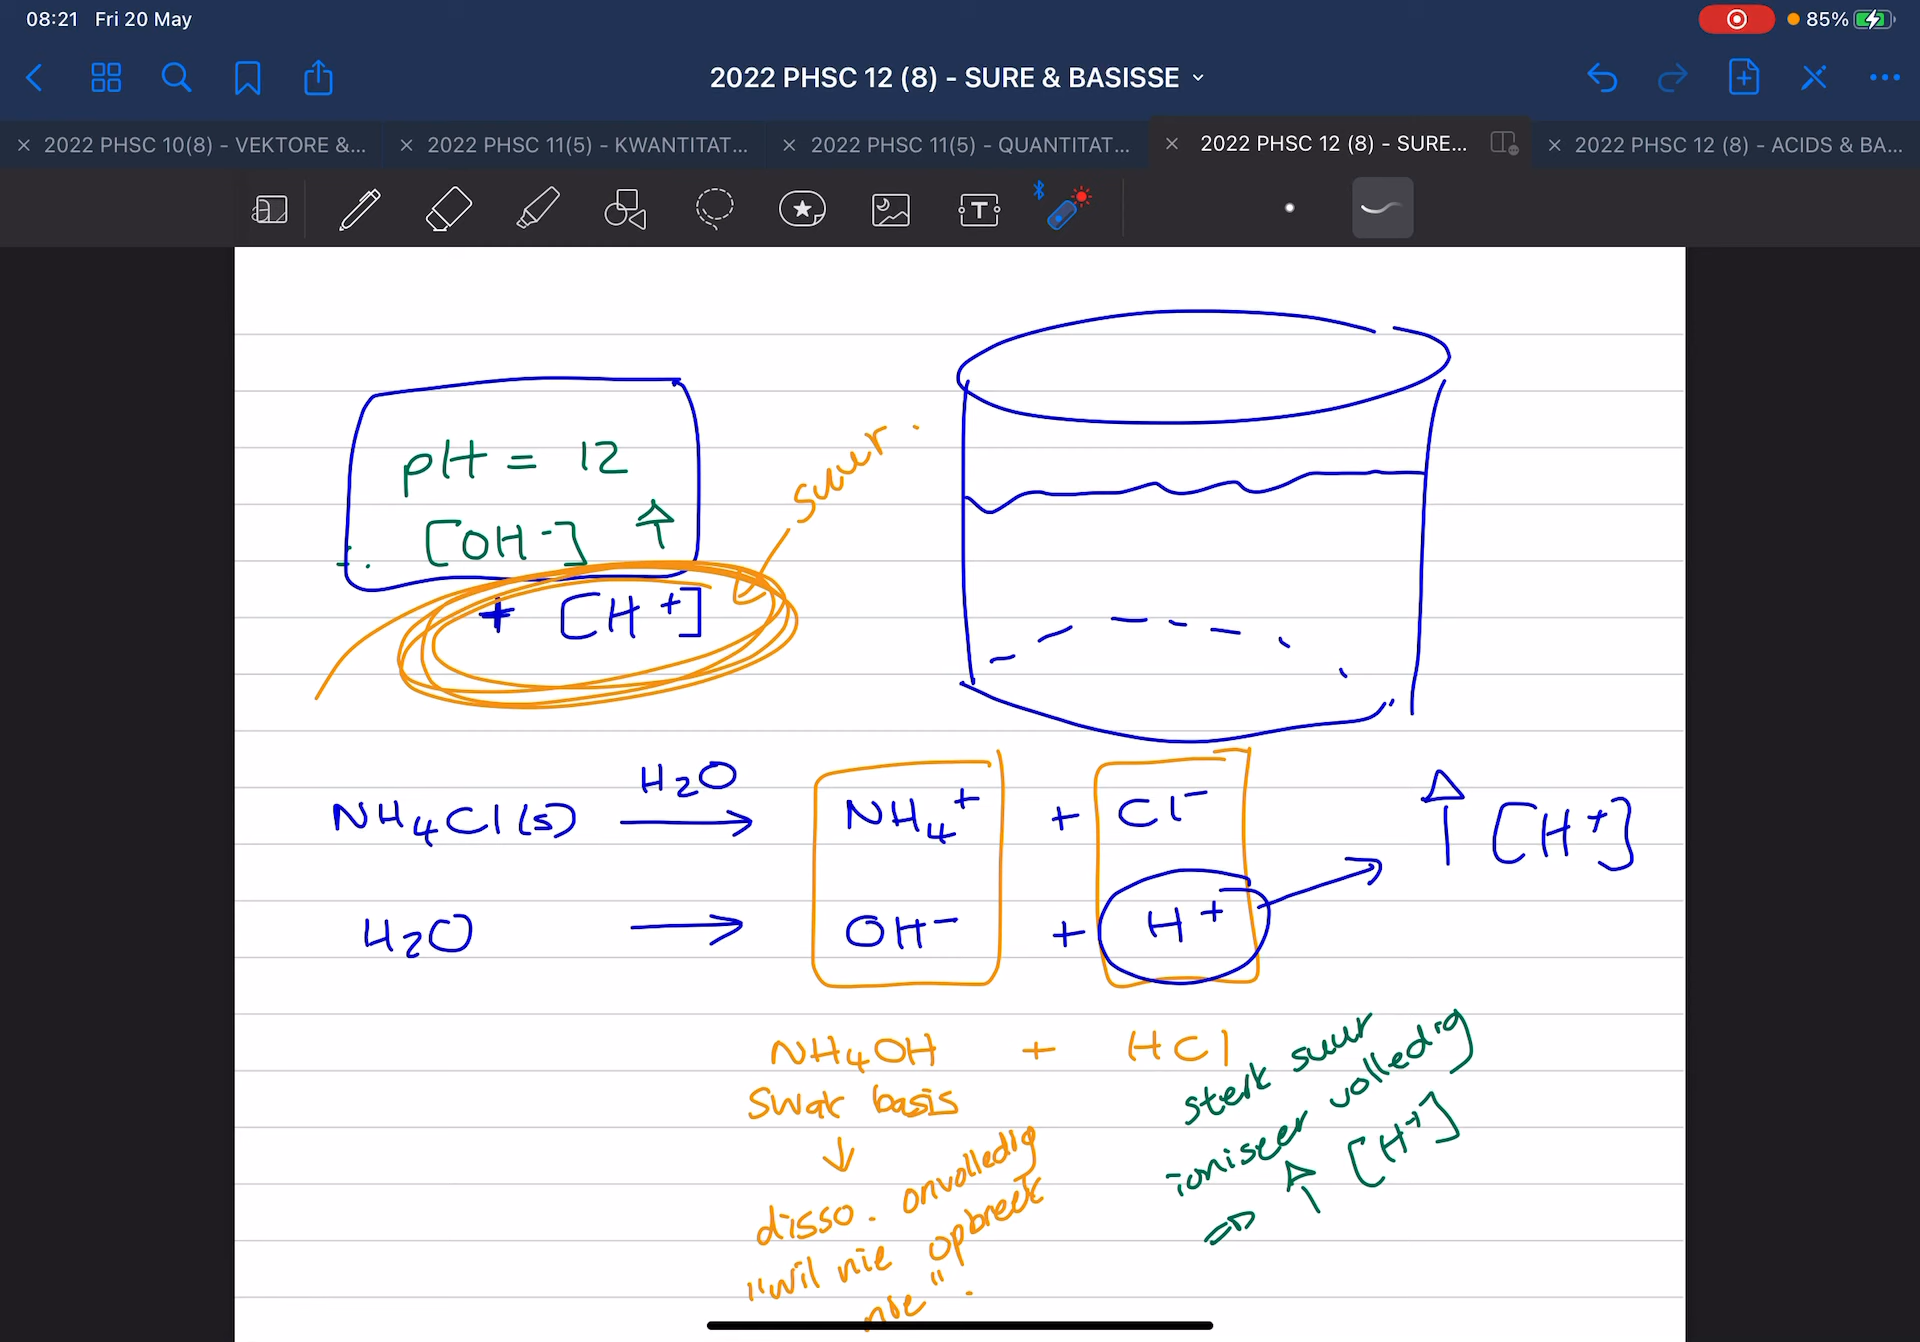 08:21 Fri 20 May
85%
2022 PHSC 12 (8) - SURE & BASISSE
2022 PHSC 10(8) - VEKTORE &...
2022 PHSC 11(5) - KWANTITAT...
2022 PHSC 11(5) - QUANTITAT...
2022 PHSC 12 (8) - SURE...
2022 PHSC 12 (8) - ACIDS & BA...
T
pH = 12
∴ [OH⁻] ↑
+ [H⁺]
suur.
NH₄Cl(s) →H₂O NH₄⁺ + Cl⁻
↑ [H⁺]
H₂O → OH⁻ + H⁺
NH₄OH + HCl
Swak basis
↓
disso. onvolledig
"wil nie opbreek
nie".
sterk suur
ioniseer volledig
⇒ ↑ [H⁺]